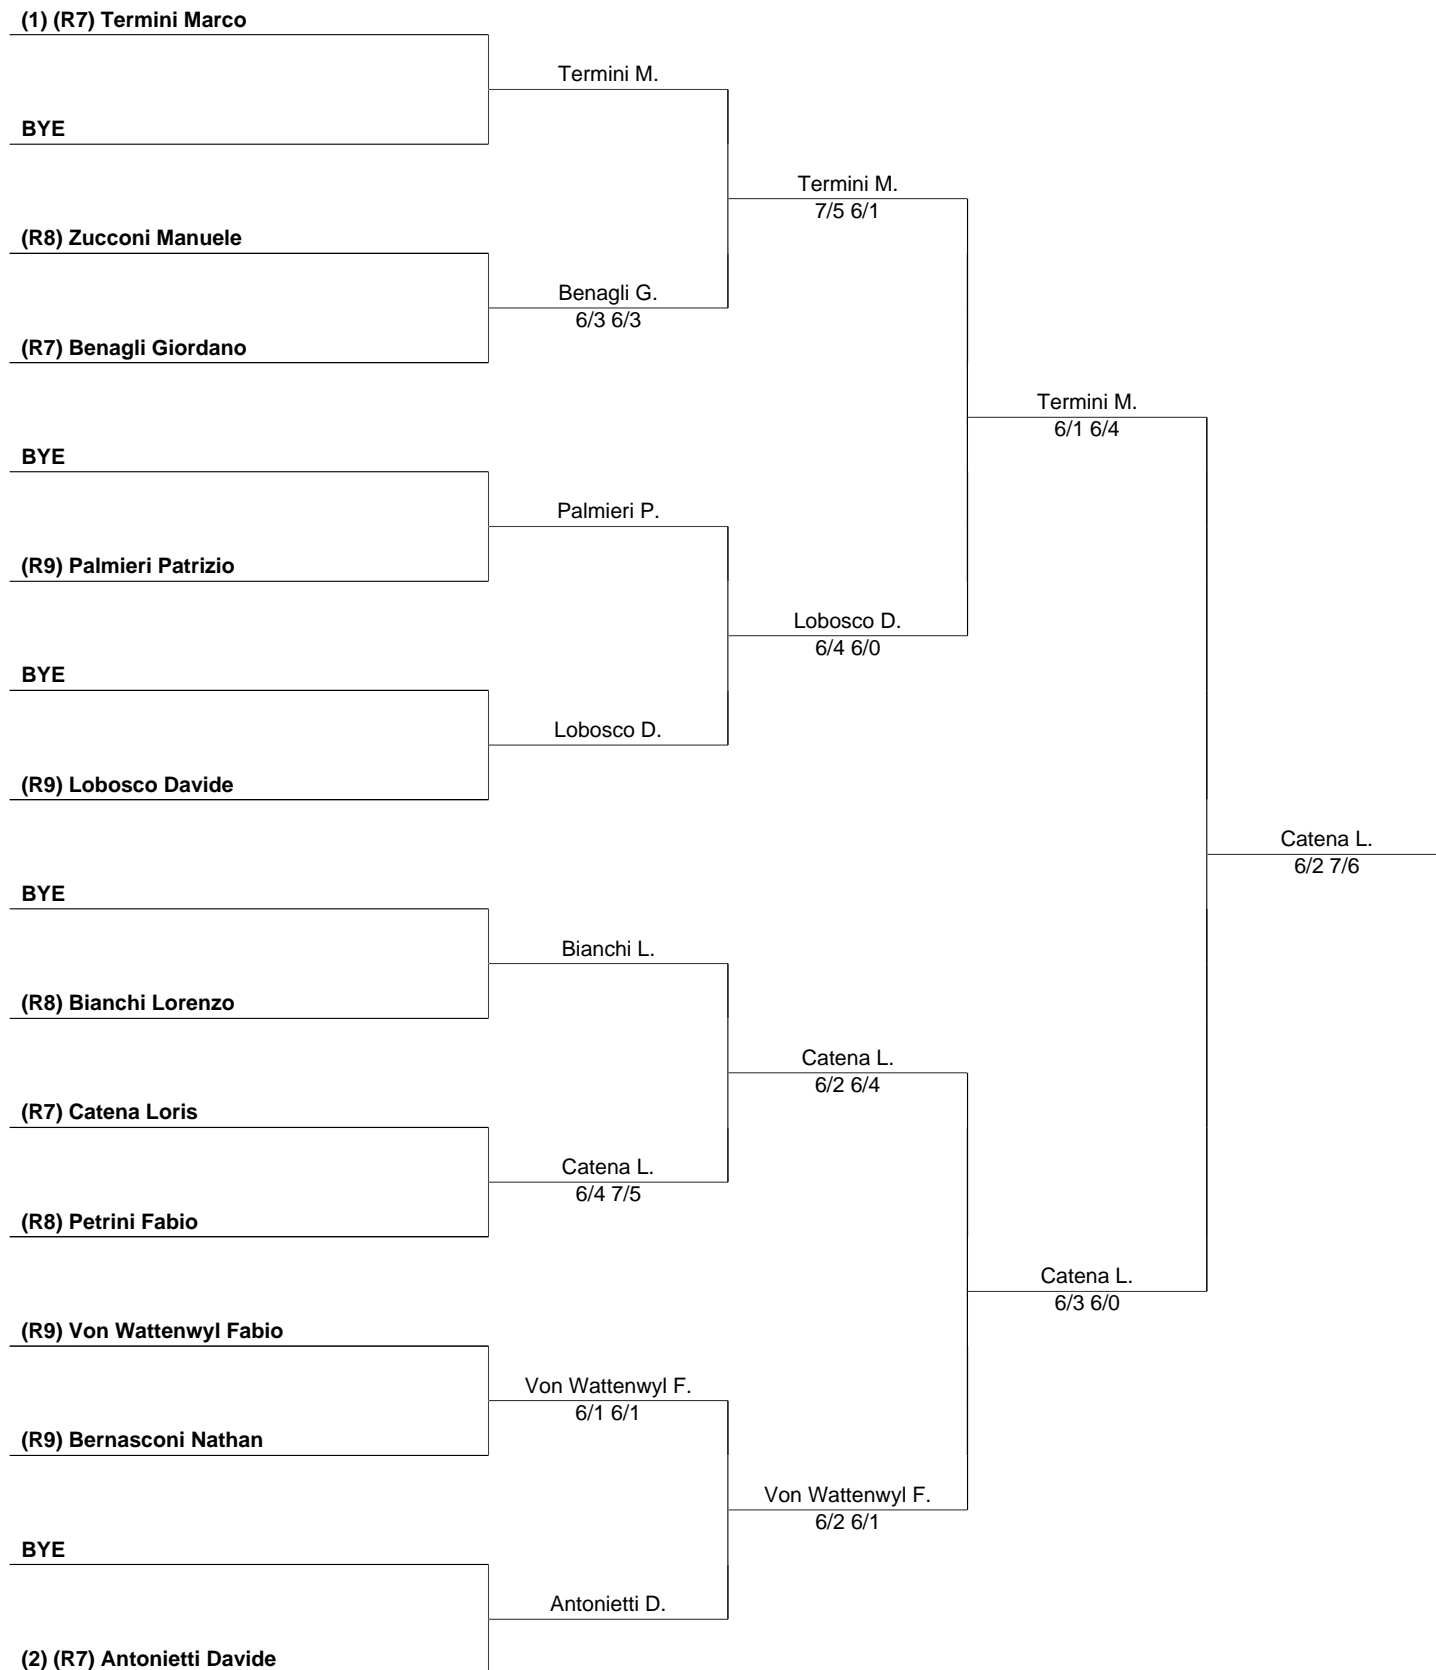 (1) (R7) Termini Marco
Termini M.
BYE
Termini M.
7/5 6/1
(R8) Zucconi Manuele
Benagli G.
6/3 6/3
(R7) Benagli Giordano
Termini M.
6/1 6/4
BYE
Palmieri P.
(R9) Palmieri Patrizio
Lobosco D.
6/4 6/0
BYE
Lobosco D.
(R9) Lobosco Davide
Catena L.
6/2 7/6
BYE
Bianchi L.
(R8) Bianchi Lorenzo
Catena L.
6/2 6/4
(R7) Catena Loris
Catena L.
6/4 7/5
(R8) Petrini Fabio
Catena L.
6/3 6/0
(R9) Von Wattenwyl Fabio
Von Wattenwyl F.
6/1 6/1
(R9) Bernasconi Nathan
Von Wattenwyl F.
6/2 6/1
BYE
Antonietti D.
(2) (R7) Antonietti Davide